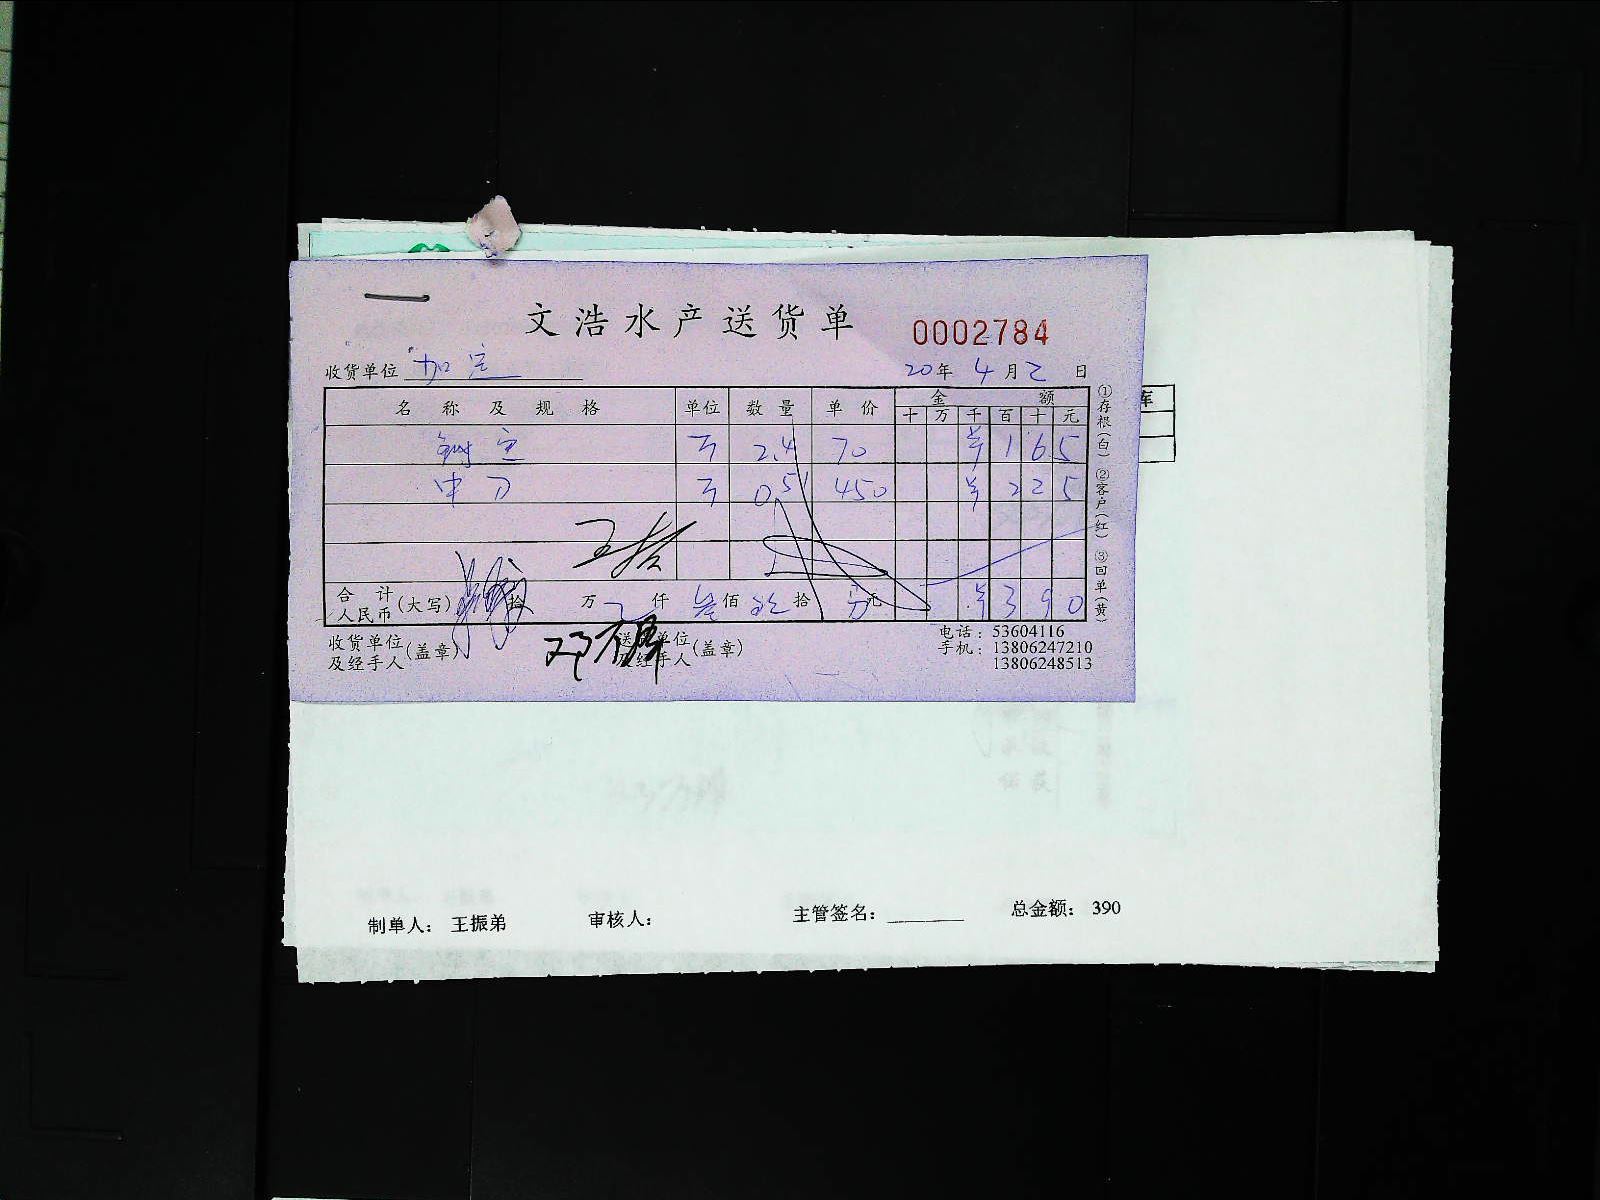 文浩水产送货单 0002784
收货单位 加定 20年 4月2日
名称及规格 单位 数量 单价 金额
十 万 千 百 十 元
2.4 70 ¥ 1 6 5
中刀 0.5 450 ¥ 2 2 5
合计人民币(大写) 拾 万 仟 叁佰 玖拾 元 ¥ 3 9 0
收货单位及经手人(盖章) 送货单位及经手人(盖章)
电话：53604116
手机：13806247210
13806248513
①存根(白) ②客户(红) ③回单(黄)
库
制单人： 王振弟 审核人： 主管签名： 总金额： 390